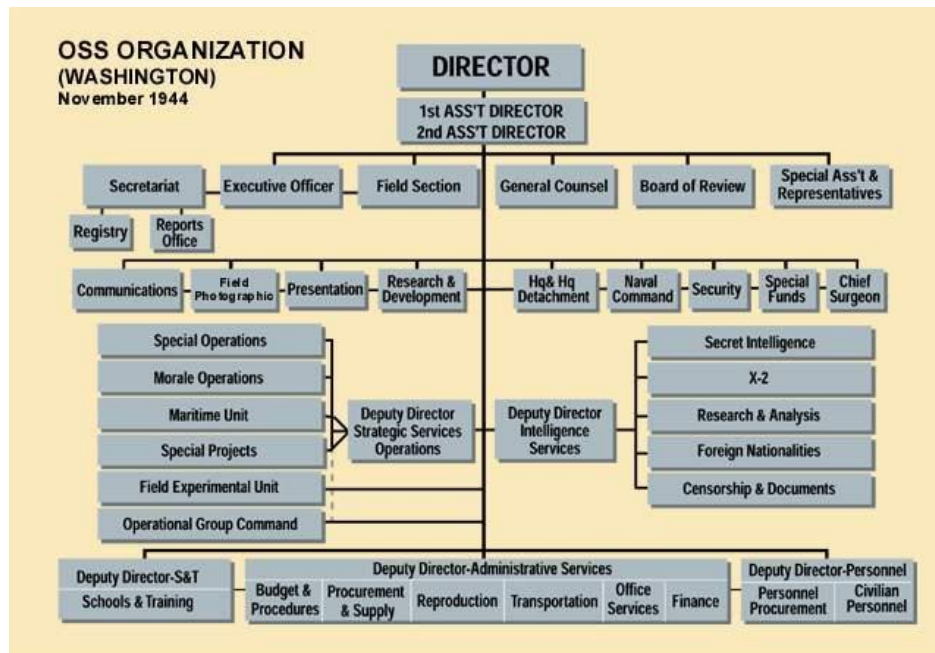 OSS ORGANIZATION
(WASHINGTON)
November 1944
DIRECTOR
1st ASS'T DIRECTOR
2nd ASS'T DIRECTOR
Secretariat
Executive Officer
Field Section
General Counsel
Board of Review
Special Ass't &
Representatives
Registry
Reports
Office
Communications
Field
Photographic
Presentation
Research &
Development
Hq& Hq
Detachment
Naval
Command
Security
Special
Funds
Chief
Surgeon
Special Operations
Morale Operations
Maritime Unit
Special Projects
Field Experimental Unit
Operational Group Command
Deputy Director
Strategic Services
Operations
Deputy Director
Intelligence
Services
Secret Intelligence
X-2
Research & Analysis
Foreign Nationalities
Censorship & Documents
Deputy Director-S&T
Schools & Training
Deputy Director-Administrative Services
Budget &
Procedures
Procurement
& Supply
Reproduction
Transportation
Office
Services
Finance
Deputy Director-Personnel
Personnel
Procurement
Civilian
Personnel